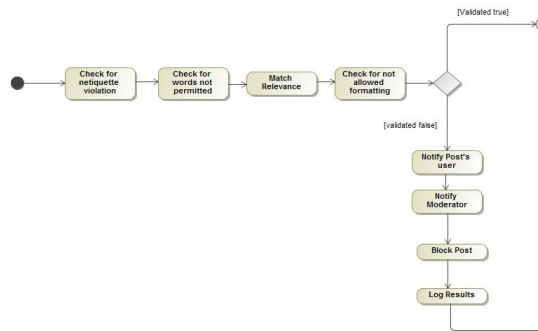 [Validated true]
Check for
netiquette
violation
Check for
words not
permitted
Match
Relevance
Check for not
allowed
formatting
[validated false]
Notify Post's
user
Notify
Moderator
Block Post
Log Results